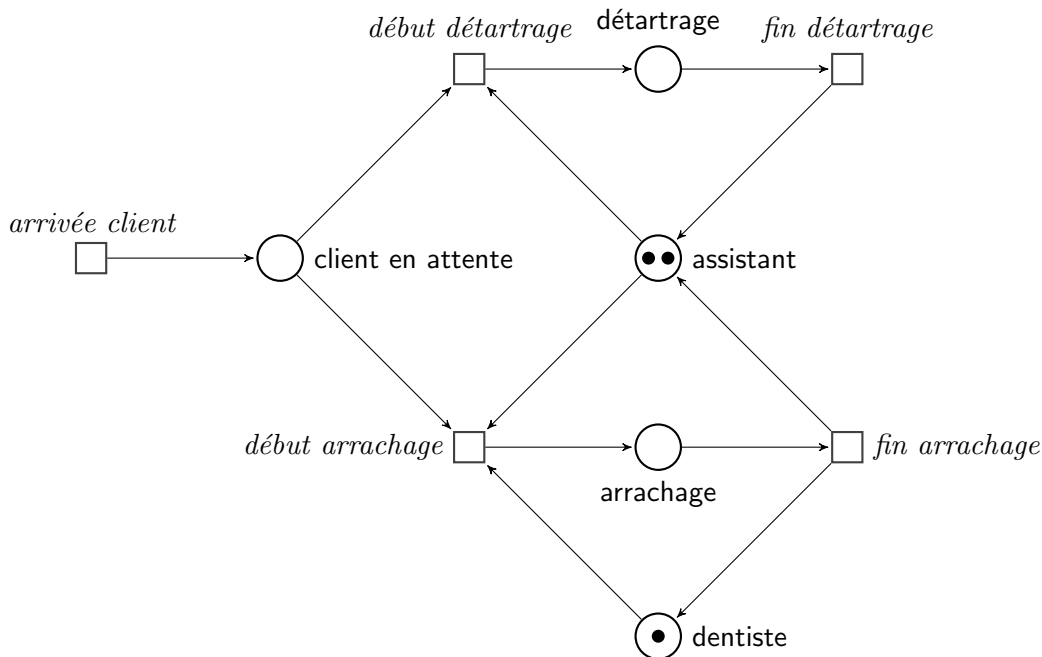 début détartrage
détartrage
fin détartrage
arrivée client
client en attente
assistant
début arrachage
arrachage
fin arrachage
dentiste